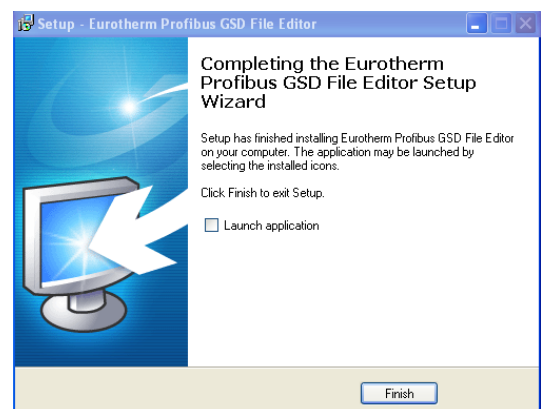 Setup - Eurotherm Profibus GSD File Editor
Completing the Eurotherm
Profibus GSD File Editor Setup
Wizard
Setup has finished installing Eurotherm Profibus GSD File Editor
on your computer. The application may be launched by
selecting the installed icons.
Click Finish to exit Setup.
Launch application
Finish